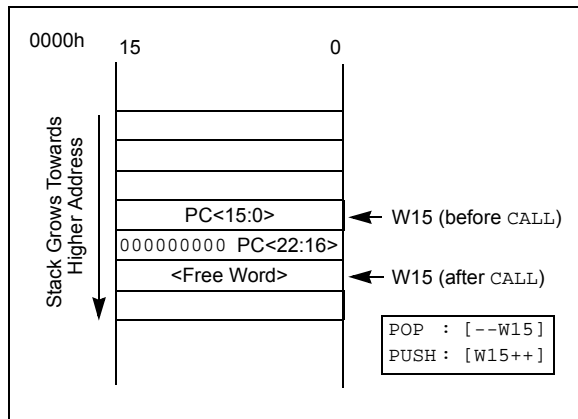 0000h
15 0
Stack Grows Towards
Higher Address
PC<15:0>
W15 (before CALL)
000000000 PC<22:16>
<Free Word>
W15 (after CALL)
POP : [--W15]
PUSH : [W15++]